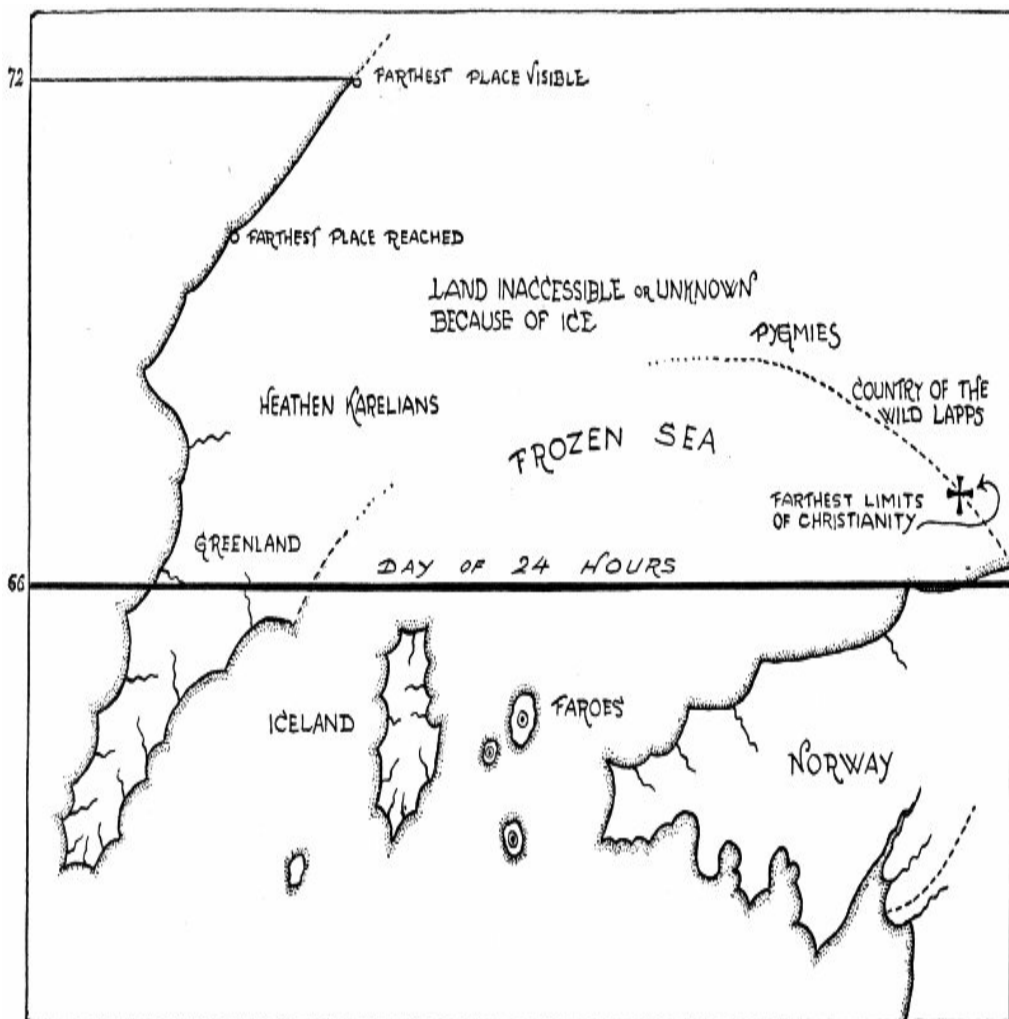 72
FARTHEST PLACE VISIBLE
FARTHEST PLACE REACHED
LAND INACCESSIBLE OR UNKNOWN
BECAUSE OF ICE
PYGMIES
COUNTRY OF THE
WILD LAPPS
HEATHEN KARELIANS
FROZEN SEA
FARTHEST LIMITS
OF CHRISTIANITY
GREENLAND
66
DAY OF 24 HOURS
ICELAND
FAROES
NORWAY